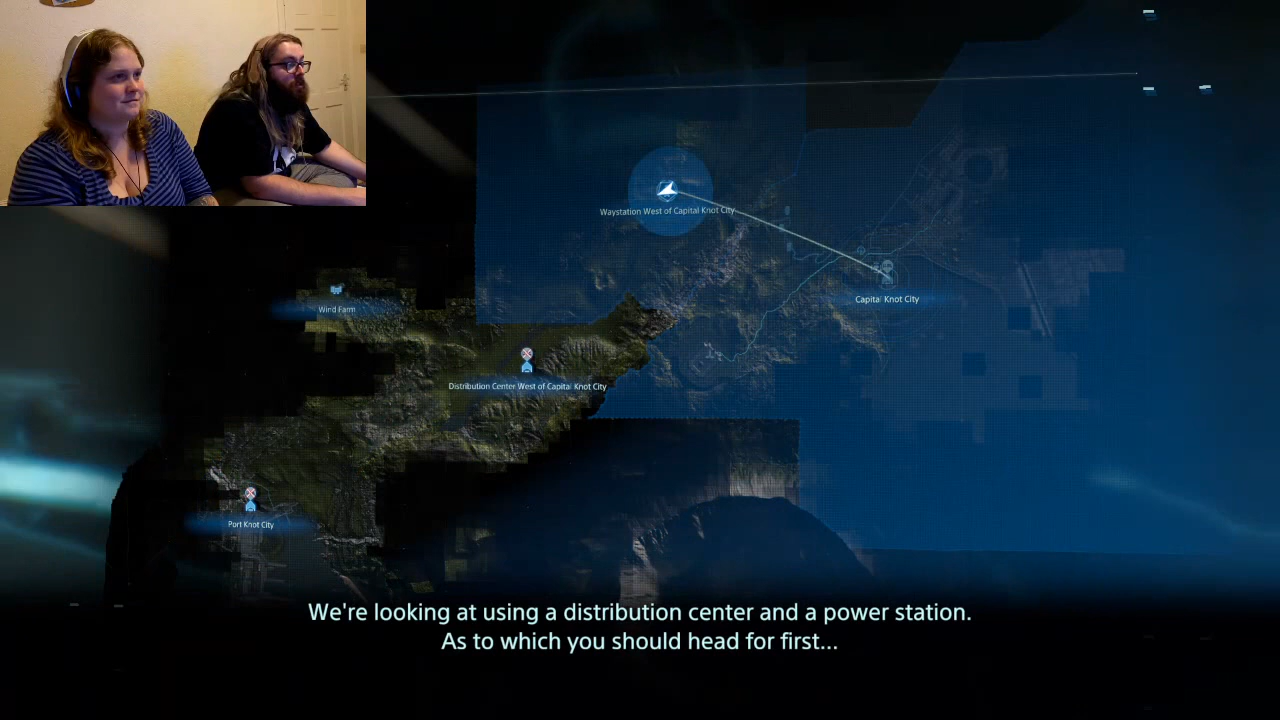 Waystation West of Capital Knot City
Capital Knot City
Wind Farm
Distribution Center West of Capital Knot City
Port Knot City
We're looking at using a distribution center and a power station.
As to which you should head for first...